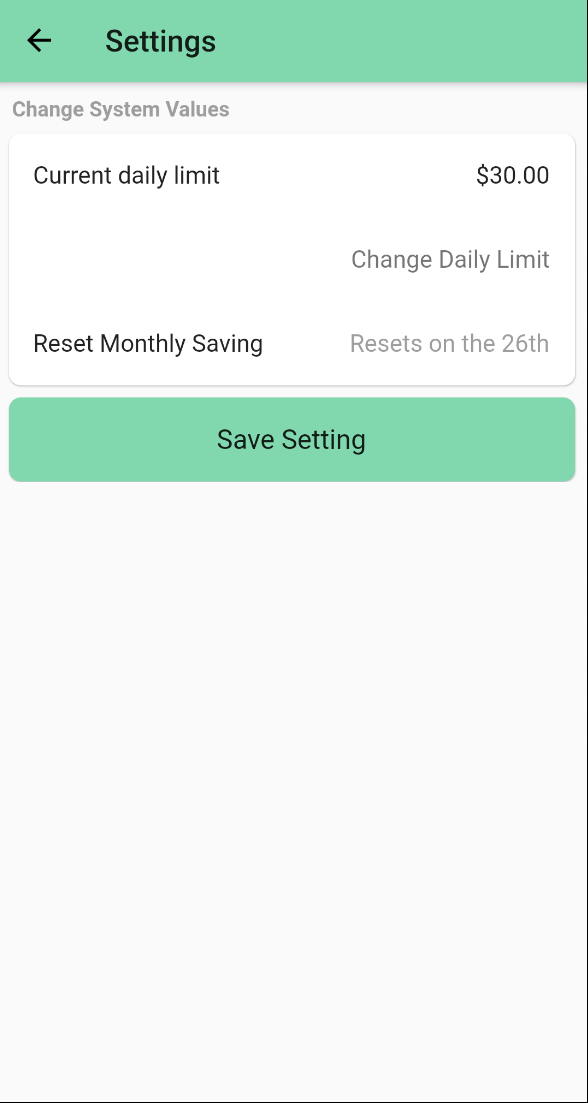 Settings
Change System Values
Current daily limit $30.00
Change Daily Limit
Reset Monthly Saving Resets on the 26th
Save Setting